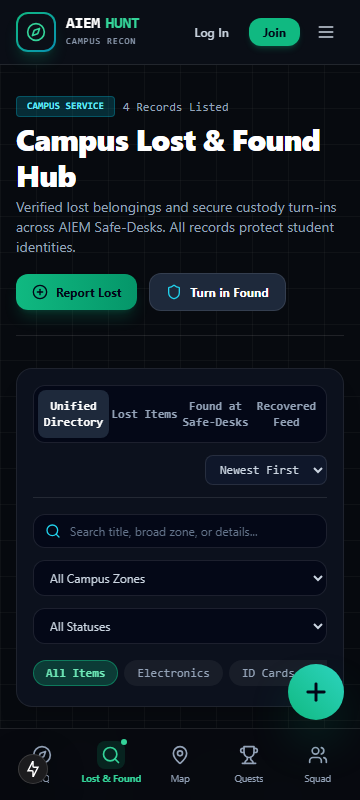 AIEM HUNT
CAMPUS RECON
Log In
Join
CAMPUS SERVICE
4 Records Listed
Campus Lost & Found
Hub
Verified lost belongings and secure custody turn-ins
across AIEM Safe-Desks. All records protect student
identities.
Report Lost
Turn in Found
Unified
Directory
Lost Items
Found at
Safe-Desks
Recovered
Feed
Newest First
Search title, broad zone, or details...
All Campus Zones
All Statuses
All Items
Electronics
ID Cards
Lost & Found
Map
Quests
Squad